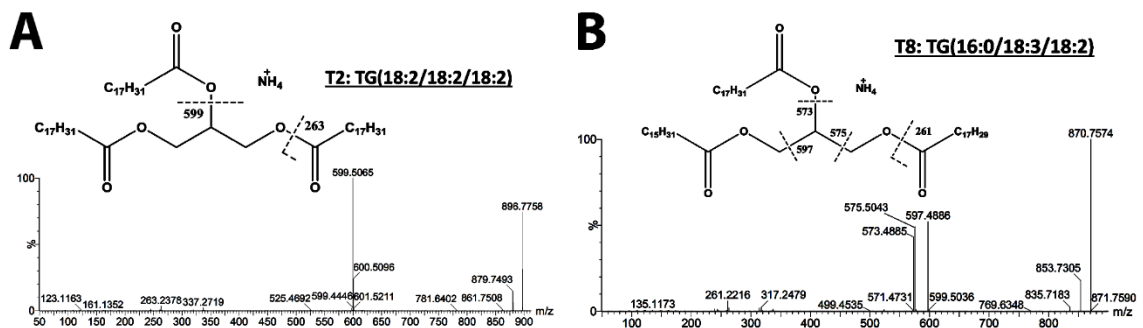 A
T2: TG(18:2/18:2/18:2)
O
C17H31
O
+
NH4
599
263
C17H31
O
O
C17H31
O
O
100
%
0
599.5065
896.7758
600.5096
879.7493
123.1163
161.1352
263.2378
337.2719
525.4692
599.4446
601.5211
781.6402
861.7508
50 100 150 200 250 300 350 400 450 500 550 600 650 700 750 800 850 900 m/z
B
T8: TG(16:0/18:3/18:2)
O
C17H31
O
+
NH4
573
575
261
597
C15H31
O
O
C17H29
O
O
100
%
0
870.7574
575.5043
597.4886
573.4885
853.7305
135.1173
261.2216
317.2479
499.4535
571.4731
599.5036
769.6348
835.7183
871.7590
100 200 300 400 500 600 700 800 m/z